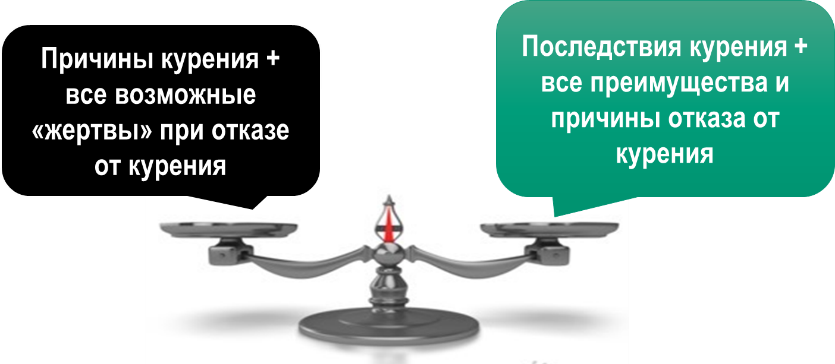 Причины курения +
все возможные
«жертвы» при отказе
от курения
Последствия курения +
все преимущества и
причины отказа от
курения